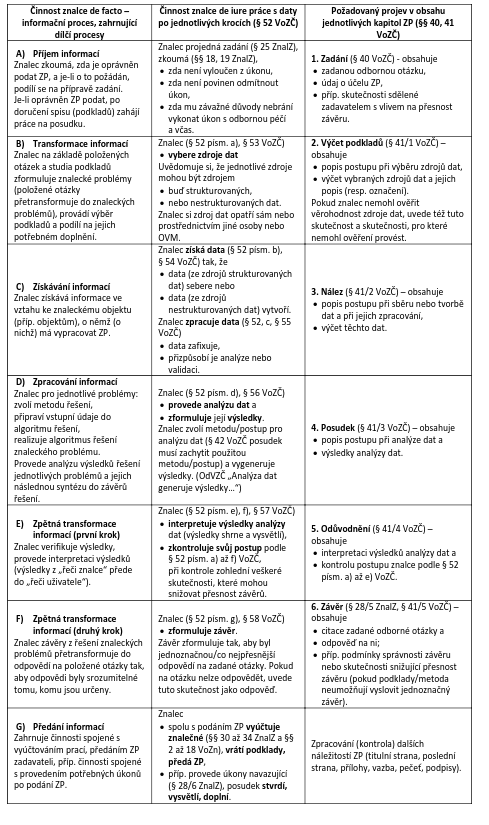 Činnost znalce de facto –
informační proces, zahrnující
dílčí procesy
Činnost znalce de iure práce s daty
po jednotlivých krocích (§ 52 VoZČ)
Požadovaný projev v obsahu
jednotlivých kapitol ZP (§§ 40, 41
VoZČ)
A) Příjem informací
Znalec zkoumá, zda je oprávněn
podat ZP, a je-li o to požádán,
podílí se na přípravě zadání.
Je-li oprávněn ZP podat, po
doručení spisu (podkladů) zahájí
práce na posudku.
Znalec projedná zadání (§ 25 ZnalZ),
zkoumá (§§ 18, 19 ZnalZ),
• zda není vyloučen z úkonu,
• zda není povinen odmítnout
úkon,
• zda mu závažné důvody nebrání
vykonat úkon s odbornou péčí
a včas.
1. Zadání (§ 40 VoZČ) - obsahuje
• zadanou odbornou otázku,
• údaj o účelu ZP,
• příp. skutečnosti sdělené
zadavatelem s vlivem na přesnost
závěru.
B) Transformace informací
Znalec na základě položených
otázek a studia podkladů
zformuluje znalecké problémy
(položené otázky
přetransformuje do znaleckých
problémů), provádí výběr
podkladů a podílí na jejich
potřebném doplnění.
Znalec (§ 52 písm. a), § 53 VoZČ)
• vybere zdroje dat
Uvědomuje si, že jednotlivé zdroje
mohou být zdrojem
• buď strukturovaných,
• nebo nestrukturovaných dat.
Znalec si zdroj dat opatří sám nebo
prostřednictvím jiné osoby nebo
OVM.
2. Výčet podkladů (§ 41/1 VoZČ) –
obsahuje
• popis postupu při výběru zdrojů dat,
• výčet vybraných zdrojů dat a jejich
popis (resp. označení).
Pokud znalec nemohl ověřit
věrohodnost zdroje dat, uvede též tuto
skutečnost a skutečnosti, pro které
nemohl ověření provést.
C) Získávání informací
Znalec získává informace ve
vztahu ke znaleckému objektu
(příp. objektům), o němž (o
nichž) má vypracovat ZP.
Znalec získá data (§ 52 písm. b),
§ 54 VoZČ) tak, že
• data (ze zdrojů strukturovaných
dat) sebere nebo
• data (ze zdrojů
nestrukturovaných dat) vytvoří.
Znalec zpracuje data (§ 52, c, § 55
VoZČ)
• data zafixuje,
• přizpůsobí je analýze nebo
validaci.
3. Nález (§ 41/2 VoZČ) – obsahuje
• popis postupu při sběru nebo tvorbě
dat a při jejich zpracování,
• výčet těchto dat.
D) Zpracování informací
Znalec pro jednotlivé problémy:
zvolí metodu řešení,
připraví vstupní údaje do
algoritmu řešení,
realizuje algoritmus řešení
znaleckého problému.
Provede analýzu výsledků řešení
jednotlivých problémů a jejich
následnou syntézu do závěrů
řešení.
Znalec (§ 52 písm. d), § 56 VoZČ)
• provede analýzu dat a
• zformuluje její výsledky.
Znalec zvolí metodu/postup pro
analýzu dat (§ 42 VoZČ posudek
musí zachytit použitou
metodu/postup) a vygeneruje
výsledky. (OdVZČ „Analýza dat
generuje výsledky...“)
4. Posudek (§ 41/3 VoZČ) – obsahuje
• popis postupu při analýze dat a
• výsledky analýzy dat.
E) Zpětná transformace
informací (první krok)
Znalec verifikuje výsledky,
provede interpretaci výsledků
(výsledky z „řeči znalce“ přede
do „řeči uživatele“).
Znalec (§ 52 písm. e), f), § 57 VoZČ)
• interpretuje výsledky analýzy
dat (výsledky shrne a vysvětlí),
• zkontroluje svůj postup podle
§ 52 písm. a) až f) VoZČ,
při kontrole zohlední veškeré
skutečnosti, které mohou
snižovat přesnost závěrů.
5. Odůvodnění (§ 41/4 VoZČ) –
obsahuje
• interpretaci výsledků analýzy dat a
• kontrolu postupu znalce podle § 52
písm. a) až e) VoZČ.
F) Zpětná transformace
informací (druhý krok)
Znalec závěry z řešení znaleckých
problémů přetransformuje do
odpovědí na položené otázky tak,
aby odpovědi byly srozumitelné
tomu, komu jsou určeny.
Znalec (§ 52 písm. g), § 58 VoZČ)
• zformuluje závěr.
Závěr zformuluje tak, aby byl
jednoznačnou/co nejpřesnější
odpovědí na zadané otázky. Pokud
na otázku nelze odpovědět, uvede
tuto skutečnost jako odpověď.
6. Závěr (§ 28/5 ZnalZ, § 41/5 VoZČ) –
obsahuje
• citace zadané odborné otázky a
• odpověď na ni;
• příp. podmínky správnosti závěru
nebo skutečnosti snižující přesnost
závěru (pokud podklady/metoda
neumožňují vyslovit jednoznačný
závěr).
G) Předání informací
Zahrnuje činnosti spojené s
vyúčtováním prací, předáním ZP
zadavateli, příp. činnosti spojené
s provedením potřebných úkonů
po podání ZP.
Znalec
• spolu s podáním ZP vyúčtuje
znalečné (§§ 30 až 34 ZnalZ a §§
2 až 18 VoZn), vrátí podklady,
předá ZP,
• příp. provede úkony navazující
(§ 28/6 ZnalZ), posudek stvrdí,
vysvětlí, doplní.
Zpracování (kontrola) dalších
náležitostí ZP (titulní strana, poslední
strana, přílohy, vazba, pečeť, podpisy).